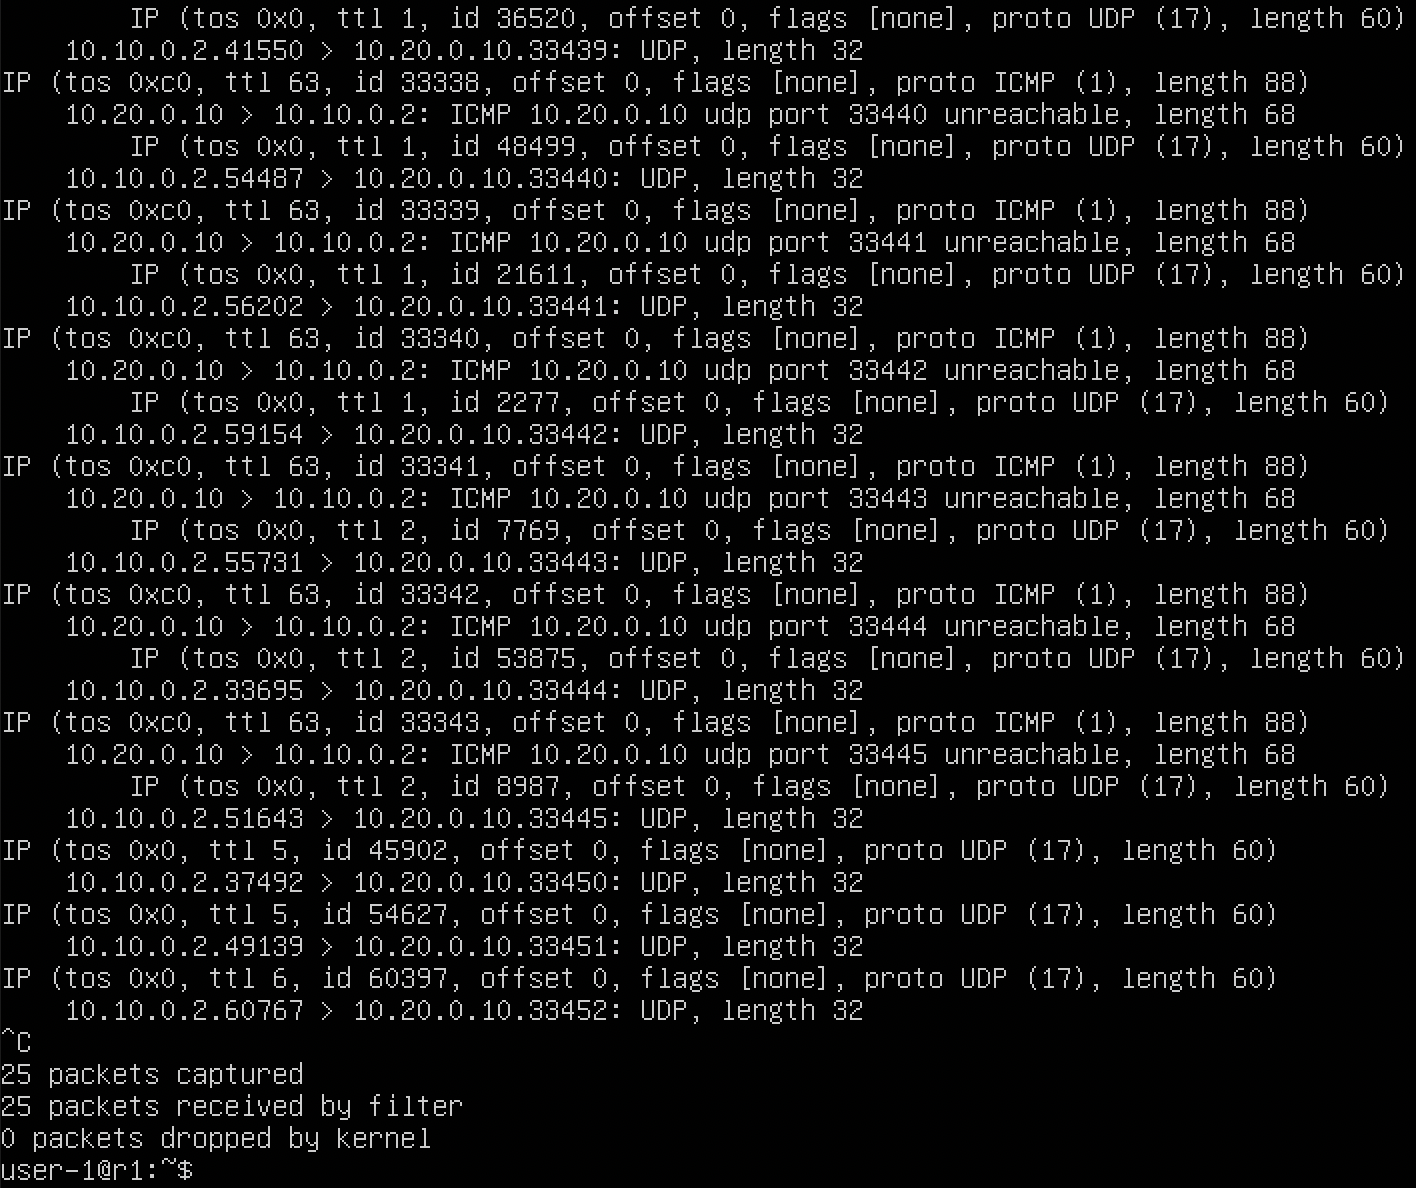 IP (tos 0x0, ttl 1, id 36520, offset 0, flags [none], proto UDP (17), length 60)
10.10.0.2.41550 > 10.20.0.10.33439: UDP, length 32
IP (tos 0xc0, ttl 63, id 33338, offset 0, flags [none], proto ICMP (1), length 88)
10.20.0.10 > 10.10.0.2: ICMP 10.20.0.10 udp port 33440 unreachable, length 68
IP (tos 0x0, ttl 1, id 48499, offset 0, flags [none], proto UDP (17), length 60)
10.10.0.2.54487 > 10.20.0.10.33440: UDP, length 32
IP (tos 0xc0, ttl 63, id 33339, offset 0, flags [none], proto ICMP (1), length 88)
10.20.0.10 > 10.10.0.2: ICMP 10.20.0.10 udp port 33441 unreachable, length 68
IP (tos 0x0, ttl 1, id 21611, offset 0, flags [none], proto UDP (17), length 60)
10.10.0.2.56202 > 10.20.0.10.33441: UDP, length 32
IP (tos 0xc0, ttl 63, id 33340, offset 0, flags [none], proto ICMP (1), length 88)
10.20.0.10 > 10.10.0.2: ICMP 10.20.0.10 udp port 33442 unreachable, length 68
IP (tos 0x0, ttl 1, id 2277, offset 0, flags [none], proto UDP (17), length 60)
10.10.0.2.59154 > 10.20.0.10.33442: UDP, length 32
IP (tos 0xc0, ttl 63, id 33341, offset 0, flags [none], proto ICMP (1), length 88)
10.20.0.10 > 10.10.0.2: ICMP 10.20.0.10 udp port 33443 unreachable, length 68
IP (tos 0x0, ttl 2, id 7769, offset 0, flags [none], proto UDP (17), length 60)
10.10.0.2.55731 > 10.20.0.10.33443: UDP, length 32
IP (tos 0xc0, ttl 63, id 33342, offset 0, flags [none], proto ICMP (1), length 88)
10.20.0.10 > 10.10.0.2: ICMP 10.20.0.10 udp port 33444 unreachable, length 68
IP (tos 0x0, ttl 2, id 53875, offset 0, flags [none], proto UDP (17), length 60)
10.10.0.2.33695 > 10.20.0.10.33444: UDP, length 32
IP (tos 0xc0, ttl 63, id 33343, offset 0, flags [none], proto ICMP (1), length 88)
10.20.0.10 > 10.10.0.2: ICMP 10.20.0.10 udp port 33445 unreachable, length 68
IP (tos 0x0, ttl 2, id 8987, offset 0, flags [none], proto UDP (17), length 60)
10.10.0.2.51643 > 10.20.0.10.33445: UDP, length 32
IP (tos 0x0, ttl 5, id 45902, offset 0, flags [none], proto UDP (17), length 60)
10.10.0.2.37492 > 10.20.0.10.33450: UDP, length 32
IP (tos 0x0, ttl 5, id 54627, offset 0, flags [none], proto UDP (17), length 60)
10.10.0.2.49139 > 10.20.0.10.33451: UDP, length 32
IP (tos 0x0, ttl 6, id 60397, offset 0, flags [none], proto UDP (17), length 60)
10.10.0.2.60767 > 10.20.0.10.33452: UDP, length 32
^C
25 packets captured
25 packets received by filter
0 packets dropped by kernel
user-1@r1:~$